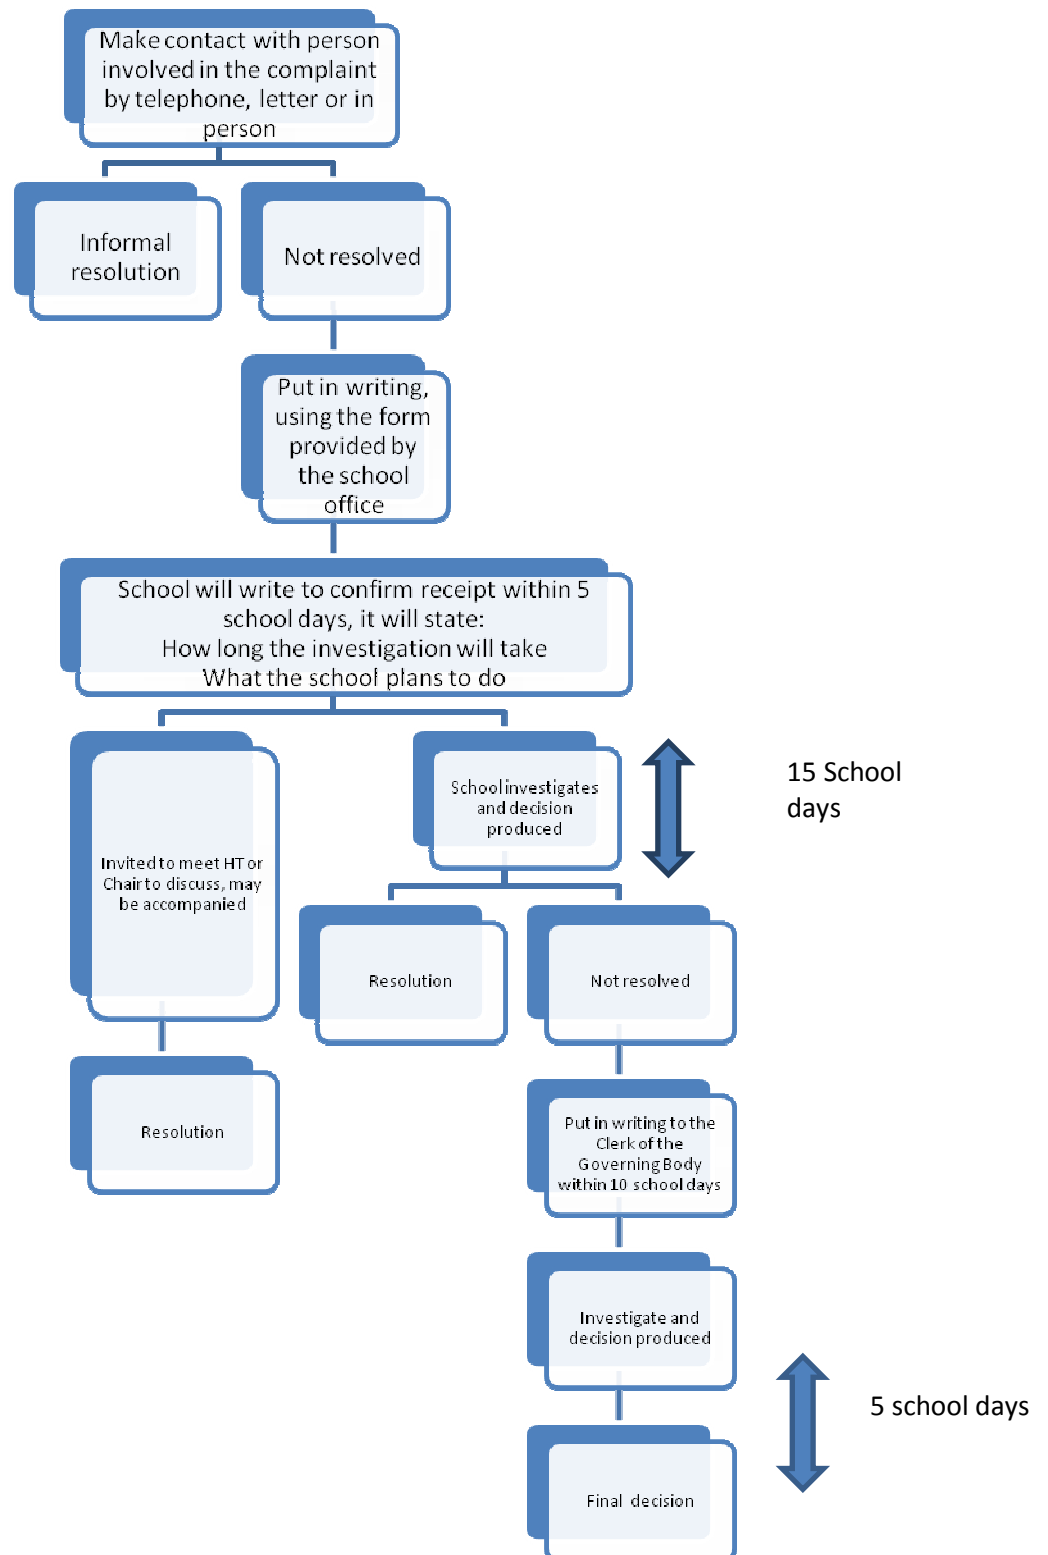 Make contact with person
involved in the complaint
by telephone, letter or in
person
Informal
resolution
Not resolved
Put in writing,
using the form
provided by
the school
office
School will write to confirm receipt within 5
school days, it will state:
How long the investigation will take
What the school plans to do
Invited to meet HT or
Chair to discuss, may
be accompanied
School investigates
and decision
produced
15 School
days
Resolution
Not resolved
Resolution
Put in writing to the
Clerk of the
Governing Body
within 10 school days
Investigate and
decision produced
5 school days
Final decision